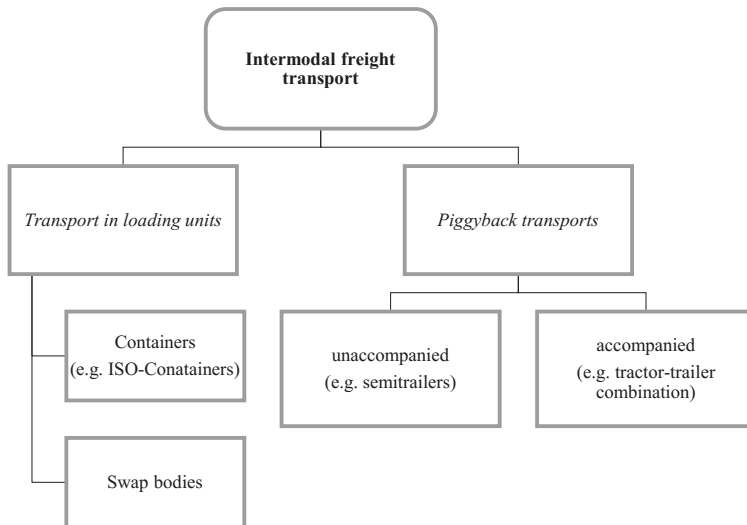 Intermodal freight
transport
Transport in loading units
Piggyback transports
Containers
(e.g. ISO-Conatainers)
unaccompanied
(e.g. semitrailers)
accompanied
(e.g. tractor-trailer
combination)
Swap bodies